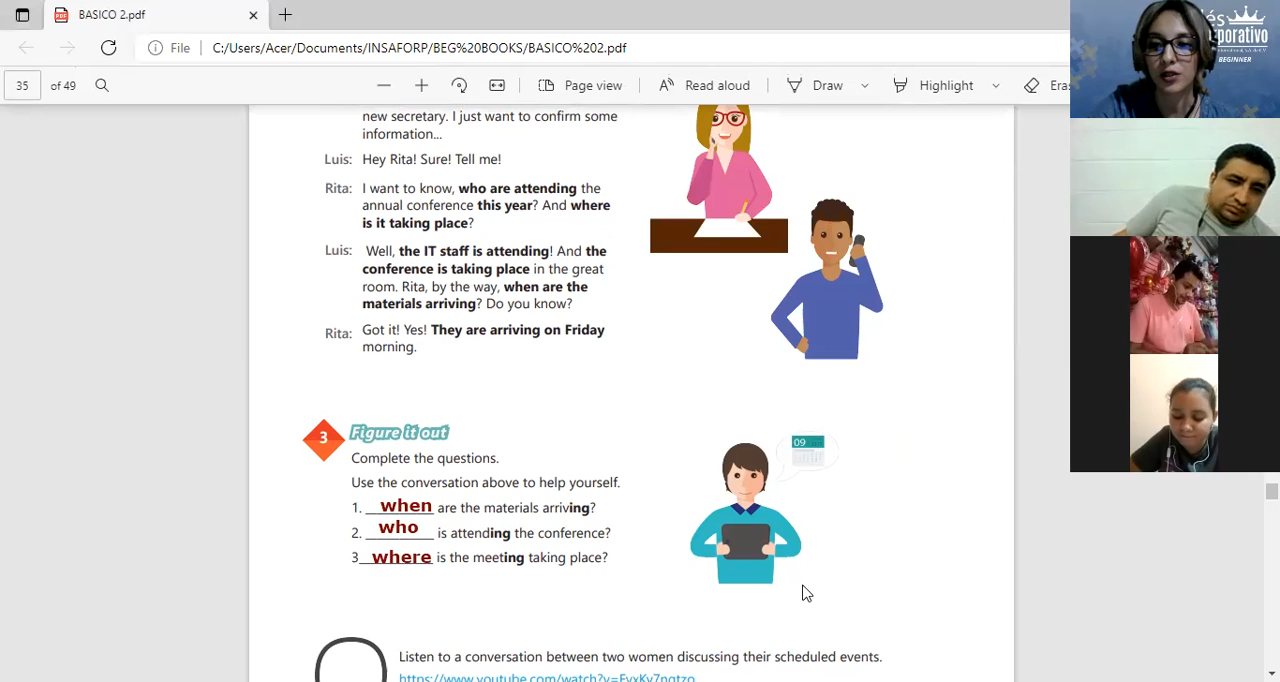 BASICO 2.pdf
File
C:/Users/Acer/Documents/INSAFORP/BEG%20BOOKS/BASICO%202.pdf
35 of 49
Page view
Read aloud
Draw
Highlight
Eras
és
rporativo
BEGINNER
new secretary. I just want to confirm some
information...
Luis: Hey Rita! Sure! Tell me!
Rita: I want to know, who are attending the
annual conference this year? And where
is it taking place?
Luis: Well, the IT staff is attending! And the
conference is taking place in the great
room. Rita, by the way, when are the
materials arriving? Do you know?
Rita: Got it! Yes! They are arriving on Friday
morning.
3 Figure it out
Complete the questions.
Use the conversation above to help yourself.
1. when are the materials arriving?
2. who is attending the conference?
3 where is the meeting taking place?
09
Listen to a conversation between two women discussing their scheduled events.